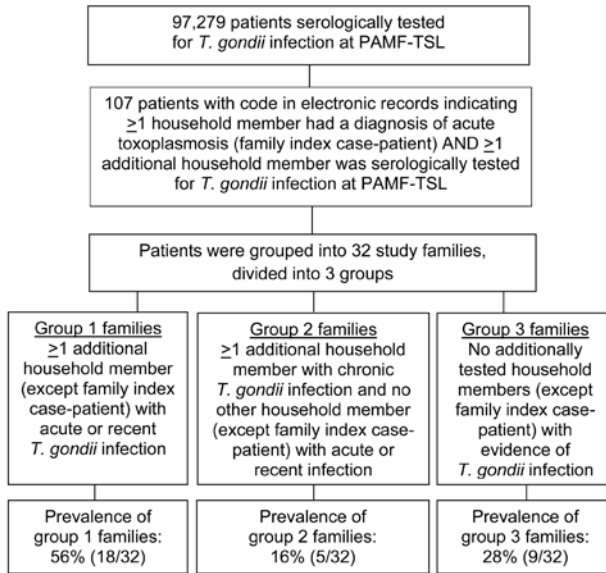 97,279 patients serologically tested
for T. gondii infection at PAMF-TSL
107 patients with code in electronic records indicating
≥1 household member had a diagnosis of acute
toxoplasmosis (family index case-patient) AND ≥1
additional household member was serologically tested
for T. gondii infection at PAMF-TSL
Patients were grouped into 32 study families,
divided into 3 groups
Group 1 families
≥1 additional
household member
(except family index
case-patient) with
acute or recent
T. gondii infection
Group 2 families
≥1 additional household
member with chronic
T. gondii infection and no
other household member
(except family index case-
patient) with acute or
recent infection
Group 3 families
No additionally
tested household
members (except
family index case-
patient) with
evidence of
T. gondii infection
Prevalence of
group 1 families:
56% (18/32)
Prevalence of
group 2 families:
16% (5/32)
Prevalence of
group 3 families:
28% (9/32)